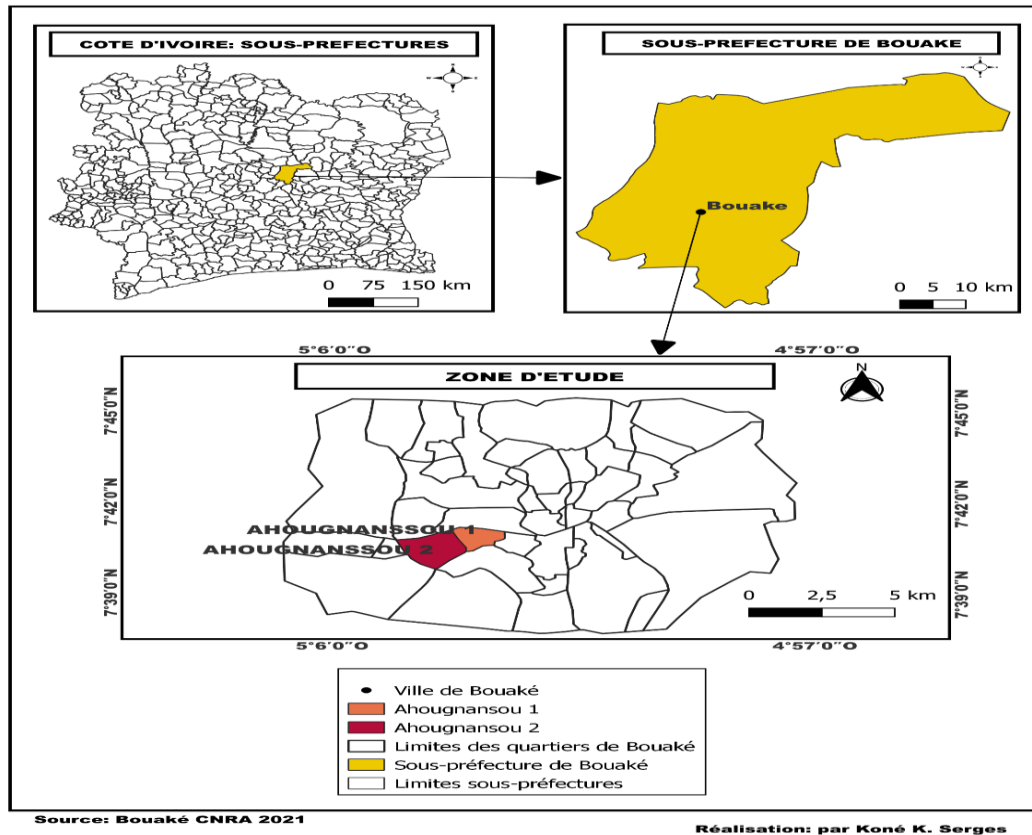 COTE D'IVOIRE: SOUS-PREFECTURES
0 75 150 km
SOUS-PREFECTURE DE BOUAKE
Bouake
0 5 10 km
5°6'0"O 4°57'0"O
ZONE D'ETUDE
N
7°45'0"N 7°45'0"N
7°42'0"N 7°42'0"N
AHOUGNANSSOU 1
AHOUGNANSSOU 2
7°39'0"N 7°39'0"N
0 2,5 5 km
5°6'0"O 4°57'0"O
Ville de Bouaké
Ahougnansou 1
Ahougnansou 2
Limites des quartiers de Bouaké
Sous-préfecture de Bouaké
Limites sous-préfectures
Source: Bouaké CNRA 2021
Réalisation: par Koné K. Serges